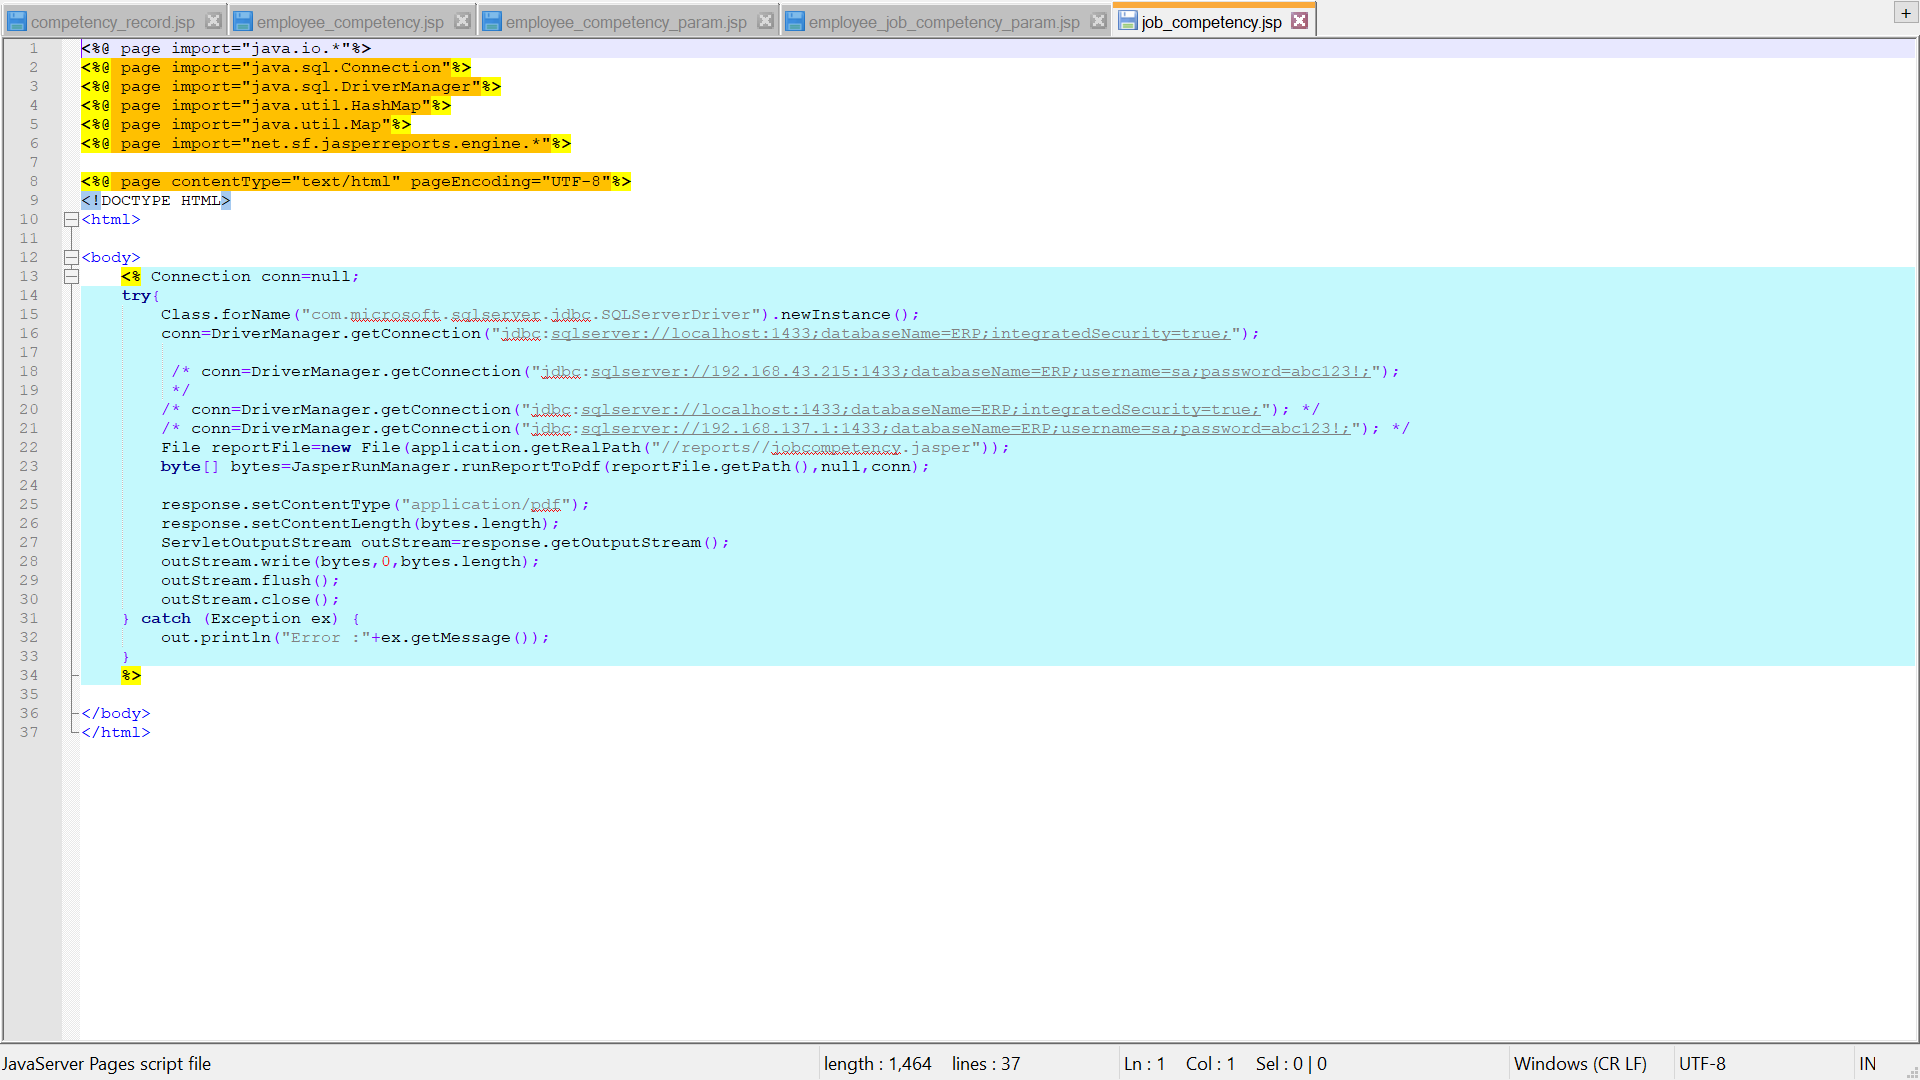 competency_record.jsp employee_competency.jsp employee_competency_param.jsp employee_job_competency_param.jsp job_competency.jsp +
1 <%@ page import="java.io.*"%>
2 <%@ page import="java.sql.Connection"%>
3 <%@ page import="java.sql.DriverManager"%>
4 <%@ page import="java.util.HashMap"%>
5 <%@ page import="java.util.Map"%>
6 <%@ page import="net.sf.jasperreports.engine.*"%>
7
8 <%@ page contentType="text/html" pageEncoding="UTF-8"%>
9 <!DOCTYPE HTML>
10 <html>
11
12 <body>
13 <% Connection conn=null;
14 try{
15 Class.forName("com.microsoft.sqlserver.jdbc.SQLServerDriver").newInstance();
16 conn=DriverManager.getConnection("jdbc:sqlserver://localhost:1433;databaseName=ERP;integratedSecurity=true;");
17
18 /* conn=DriverManager.getConnection("jdbc:sqlserver://192.168.43.215:1433;databaseName=ERP;username=sa;password=abc123!;");
19 */
20 /* conn=DriverManager.getConnection("jdbc:sqlserver://localhost:1433;databaseName=ERP;integratedSecurity=true;"); */
21 /* conn=DriverManager.getConnection("jdbc:sqlserver://192.168.137.1:1433;databaseName=ERP;username=sa;password=abc123!;"); */
22 File reportFile=new File(application.getRealPath("//reports//jobcompetency.jasper"));
23 byte[] bytes=JasperRunManager.runReportToPdf(reportFile.getPath(),null,conn);
24
25 response.setContentType("application/pdf");
26 response.setContentLength(bytes.length);
27 ServletOutputStream outStream=response.getOutputStream();
28 outStream.write(bytes,0,bytes.length);
29 outStream.flush();
30 outStream.close();
31 } catch (Exception ex) {
32 out.println("Error :"+ex.getMessage());
33 }
34 %>
35
36 </body>
37 </html>
JavaServer Pages script file length : 1,464 lines : 37 Ln : 1 Col : 1 Sel : 0 | 0 Windows (CR LF) UTF-8 IN